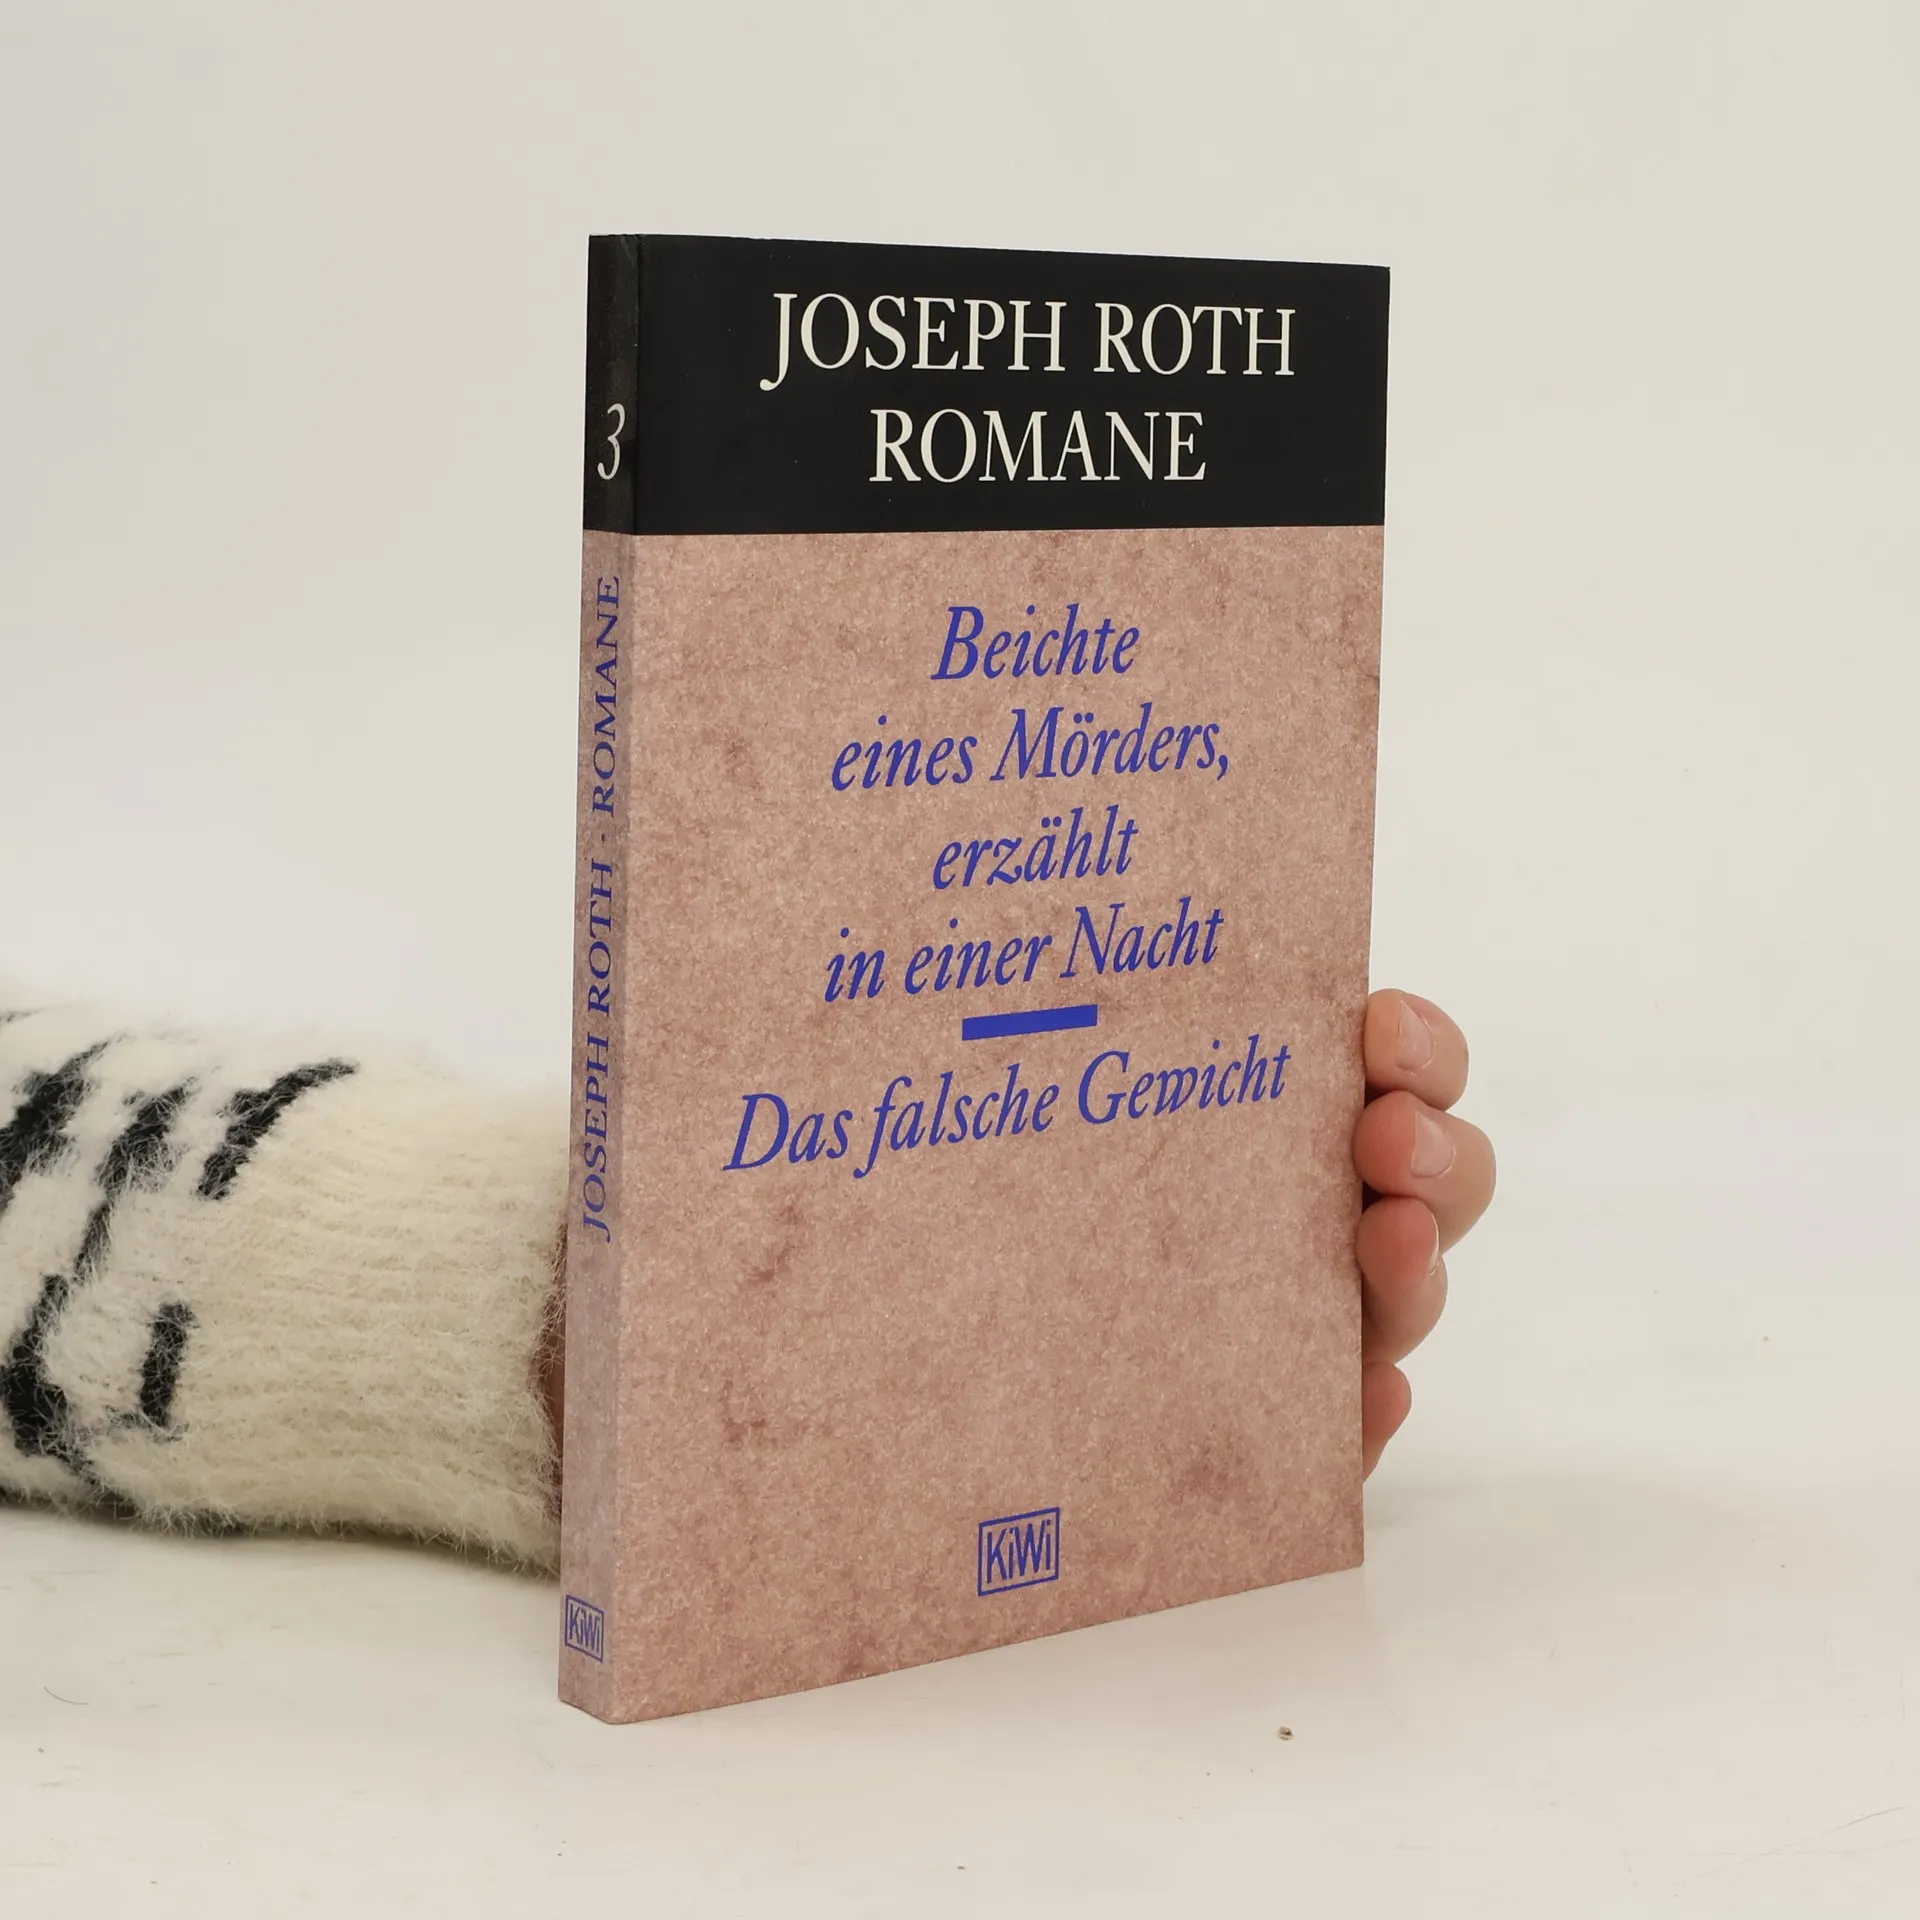 JOSEPH ROTH
ROMANE
Beichte
eines Mörders,
erzählt
in einer Nacht
Das falsche Gewicht
KiWi
3
JOSEPH ROTH · ROMANE
KiWi